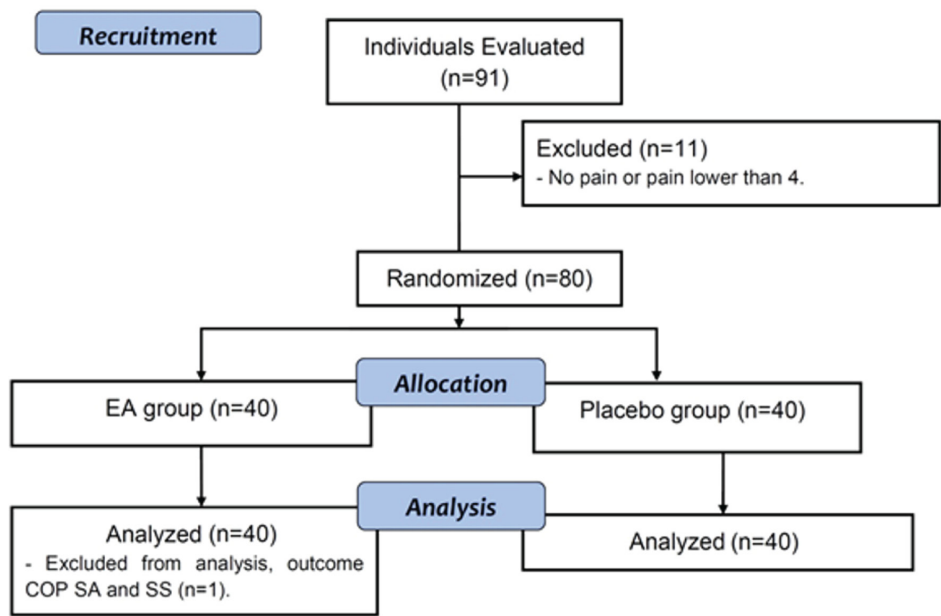 Recruitment
Individuals Evaluated
(n=91)
Excluded (n=11)
- No pain or pain lower than 4.
Randomized (n=80)
Allocation
EA group (n=40)
Placebo group (n=40)
Analysis
Analyzed (n=40)
- Excluded from analysis, outcome
COP SA and SS (n=1).
Analyzed (n=40)